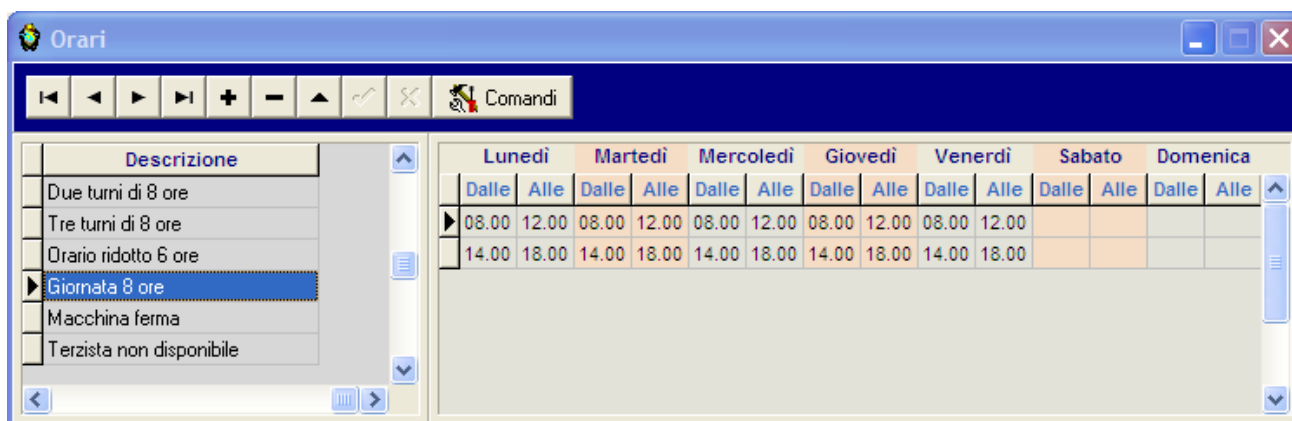 Orari
Comandi
Descrizione
Due turni di 8 ore
Tre turni di 8 ore
Orario ridotto 6 ore
Giornata 8 ore
Macchina ferma
Terzista non disponibile
Lunedì Martedì Mercoledì Giovedì Venerdì Sabato Domenica
Dalle Alle Dalle Alle Dalle Alle Dalle Alle Dalle Alle Dalle Alle Dalle Alle
08.00 12.00 08.00 12.00 08.00 12.00 08.00 12.00 08.00 12.00
14.00 18.00 14.00 18.00 14.00 18.00 14.00 18.00 14.00 18.00